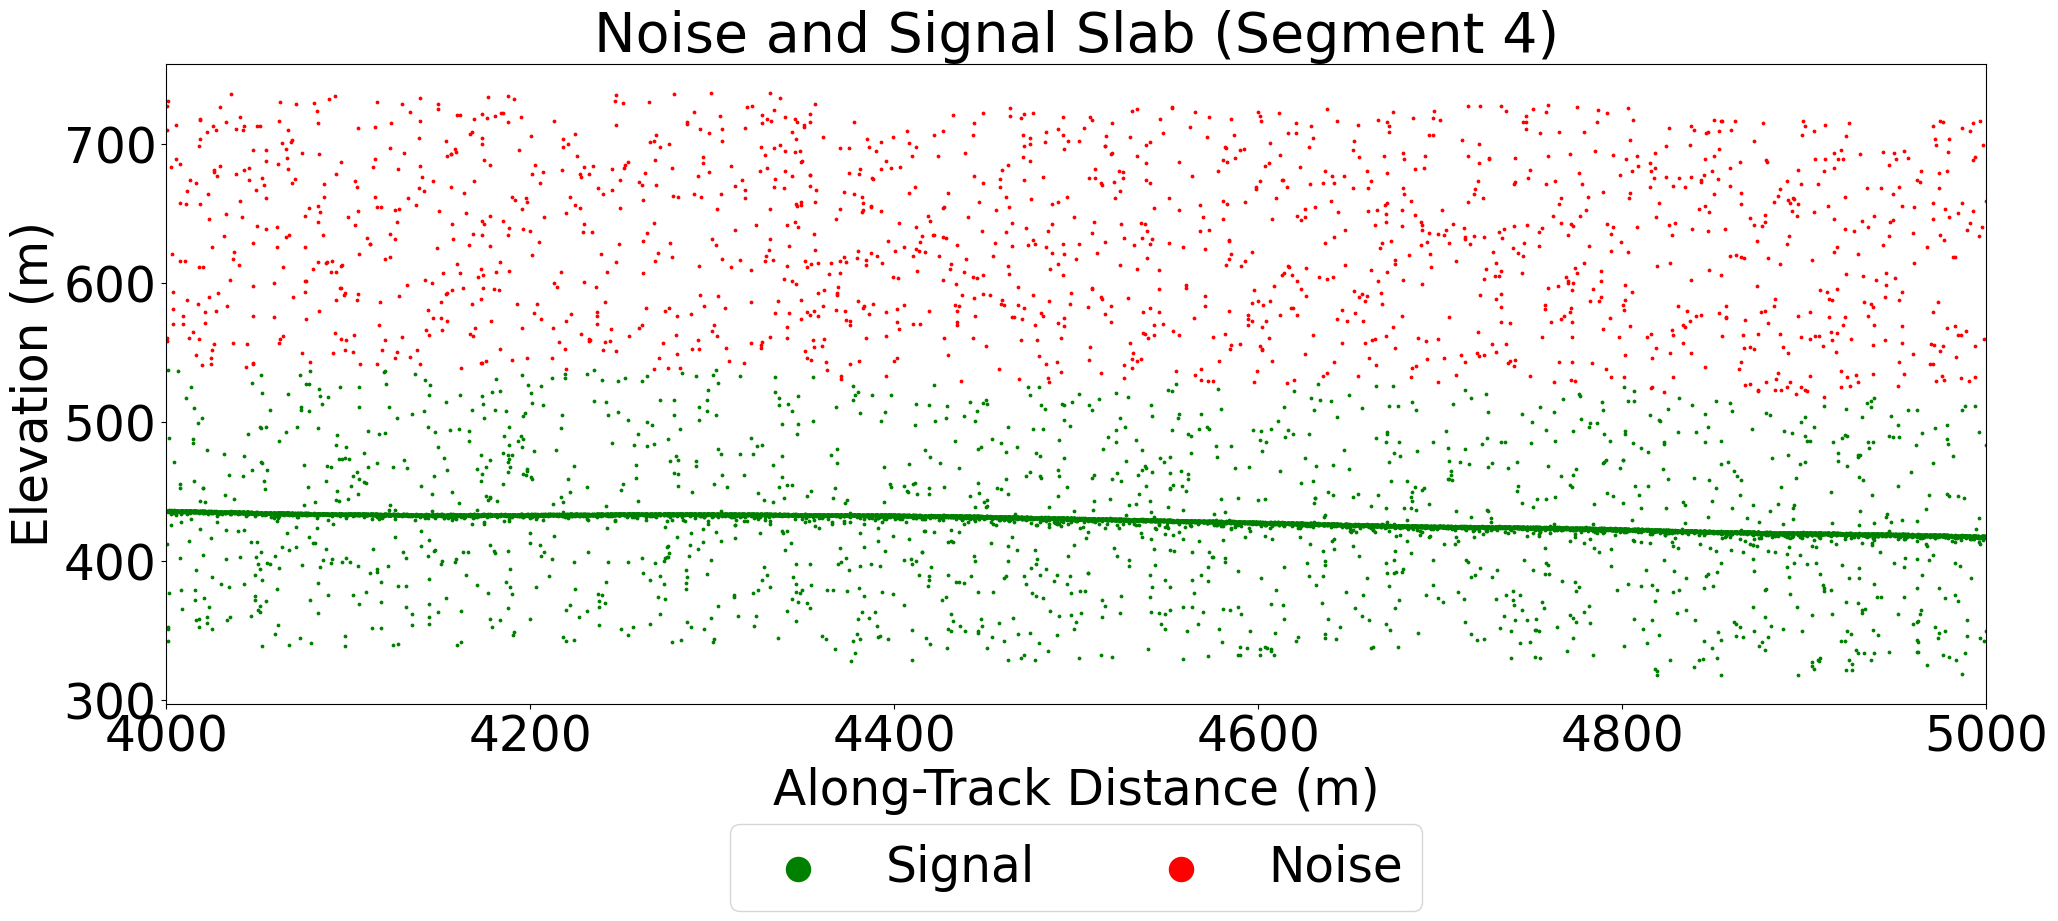 Noise and Signal Slab (Segment 4)
Elevation (m)
700
600
500
400
300
4000 4200 4400 4600 4800 5000
Along-Track Distance (m)
Signal Noise